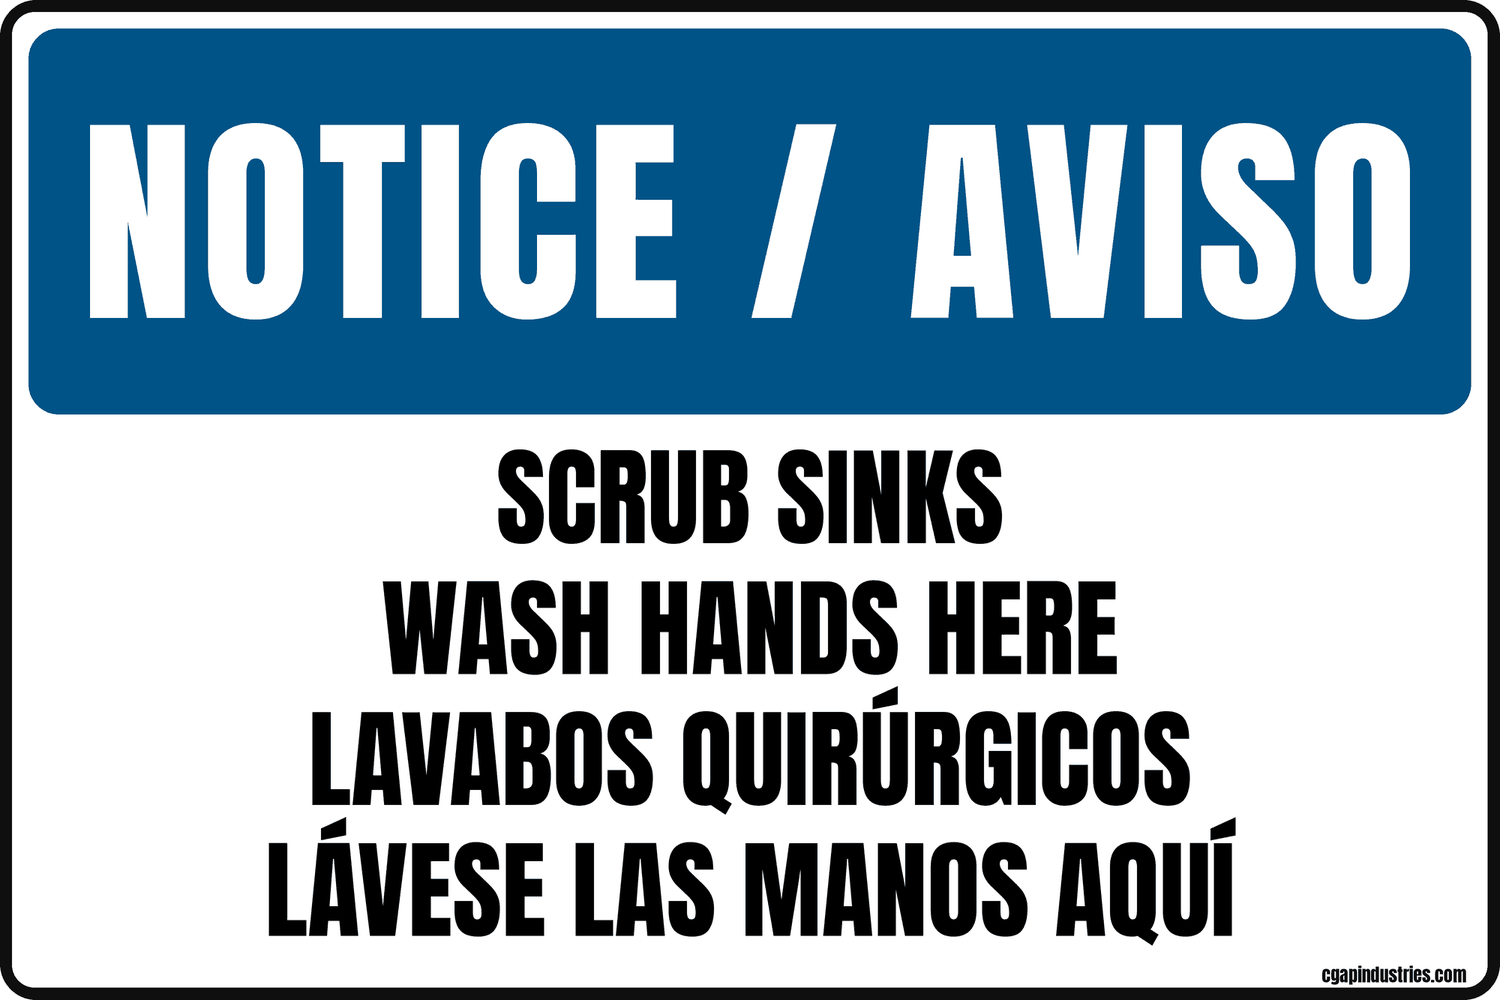 NOTICE / AVISO
SCRUB SINKS
WASH HANDS HERE
LAVABOS QUIRÚRGICOS
LÁVESE LAS MANOS AQUÍ
cgapindustries.com